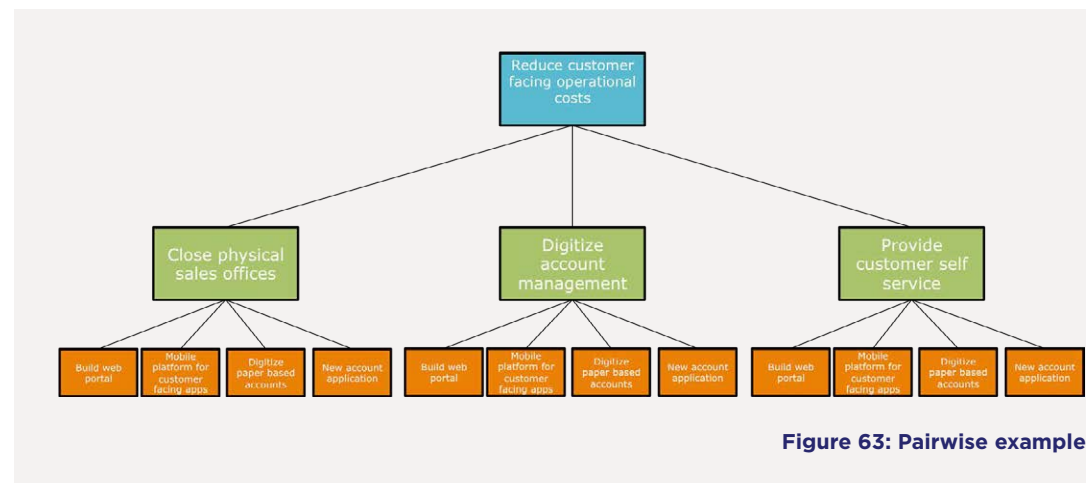 Reduce customer
facing operational
costs
Close physical
sales offices
Digitize
account
management
Provide
customer self
service
Build web
portal
Mobile
platform for
customer
facing apps
Digitize
paper based
accounts
New account
application
Build web
portal
Mobile
platform for
customer
facing apps
Digitize
paper based
accounts
New account
application
Build web
portal
Mobile
platform for
customer
facing apps
Digitize
paper based
accounts
New account
application
Figure 63: Pairwise example